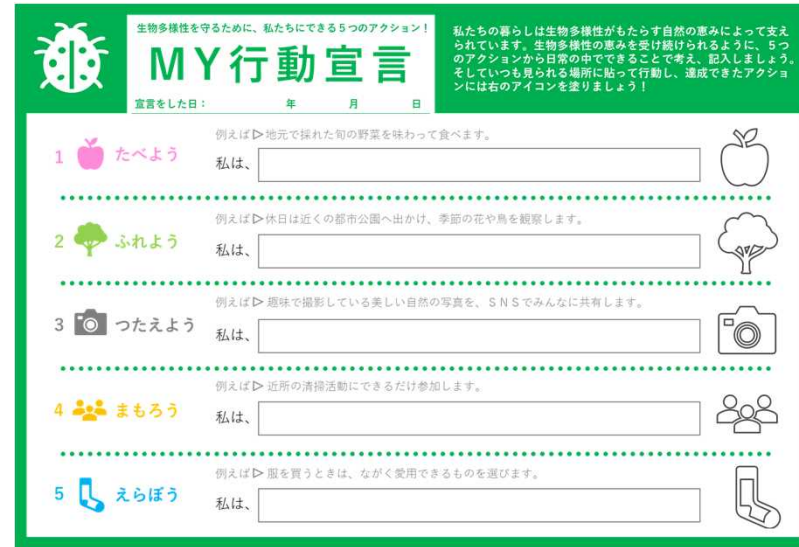 生物多様性を守るために、私たちにできる5つのアクション！
MY行動宣言
宣言をした日：　年　月　日
私たちの暮らしは生物多様性がもたらす自然の恵みによって支え
られています。生物多様性の恵みを受け続けられるように、５つ
のアクションから日常の中でできることで考え、記入しましょう。
そしていつも見られる場所に貼って行動し、達成できたアクショ
ンには右のアイコンを塗りましょう！
例えば▷地元で採れた旬の野菜を味わって食べます。
1 たべよう
私は、
例えば▷休日は近くの都市公園へ出かけ、季節の花や鳥を観察します。
2 ふれよう
私は、
例えば▷ 趣味で撮影している美しい自然の写真を、ＳＮＳでみんなに共有します。
3 つたえよう
私は、
例えば▷ 近所の清掃活動にできるだけ参加します。
4 まもろう
私は、
例えば▷ 服を買うときは、ながく愛用できるものを選びます。
5 えらぼう
私は、